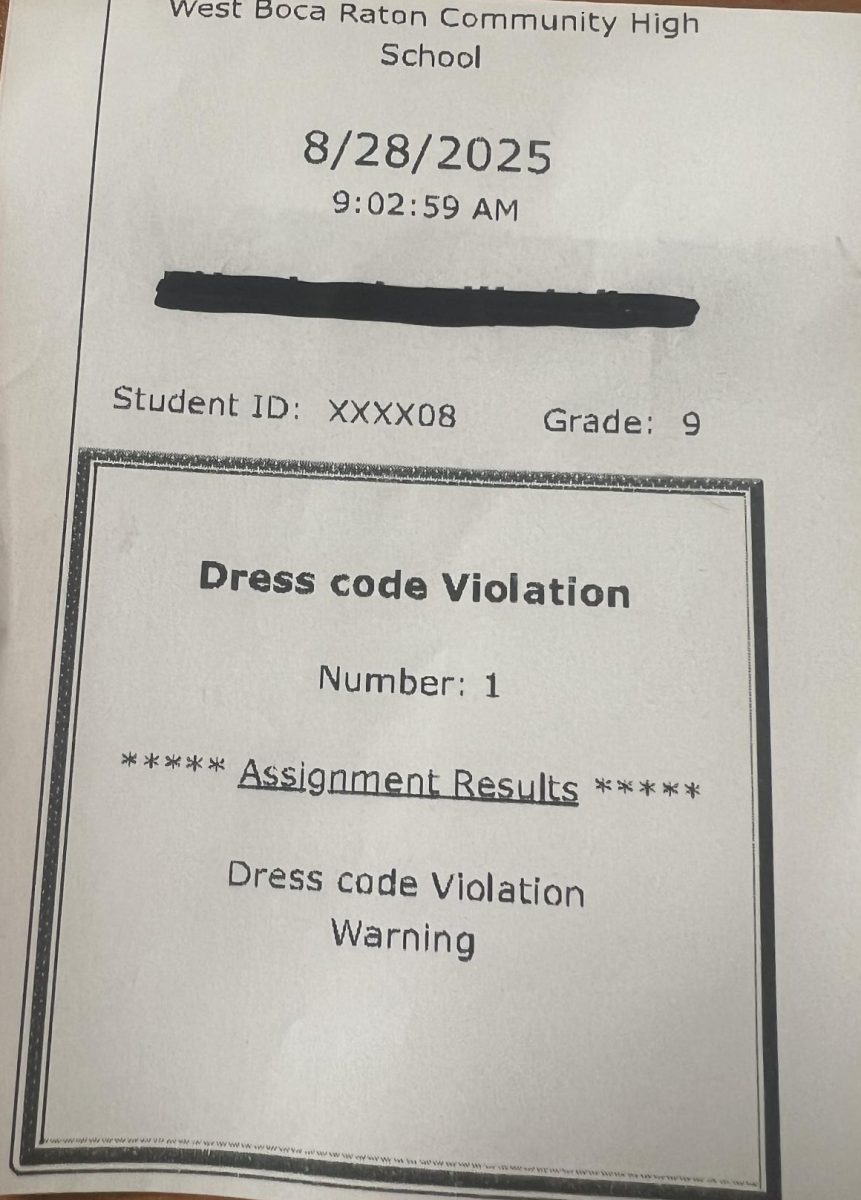 West Boca Raton Community High
School
8/28/2025
9:02:59 AM
Student ID: XXXX08 Grade: 9
Dress code Violation
Number: 1
***** Assignment Results *****
Dress code Violation
Warning